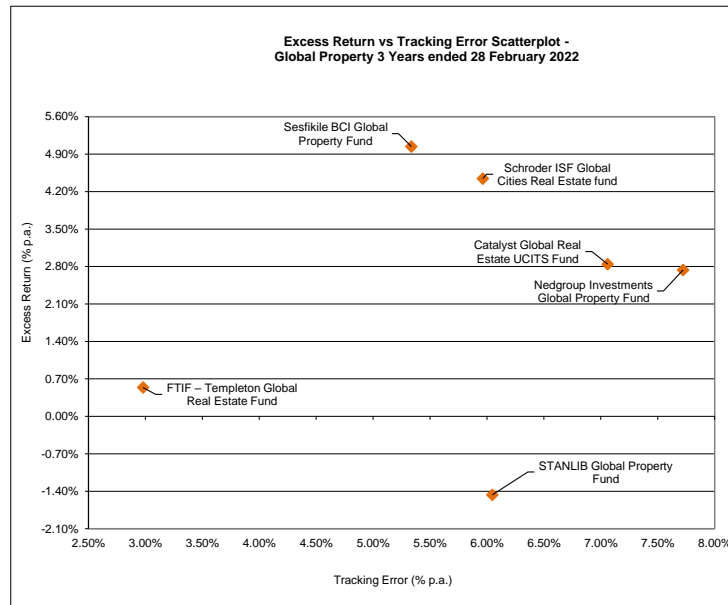 Excess Return vs Tracking Error Scatterplot -
Global Property 3 Years ended 28 February 2022
5.60%
4.90%
4.20%
3.50%
2.80%
2.10%
1.40%
0.70%
0.00%
-0.70%
-1.40%
-2.10%
Excess Return (% p.a.)
Sesfikile BCI Global
Property Fund
Schroder ISF Global
Cities Real Estate fund
Catalyst Global Real
Estate UCITS Fund
Nedgroup Investments
Global Property Fund
FTIF – Templeton Global
Real Estate Fund
STANLIB Global Property
Fund
2.50% 3.00% 3.50% 4.00% 4.50% 5.00% 5.50% 6.00% 6.50% 7.00% 7.50% 8.00%
Tracking Error (% p.a.)